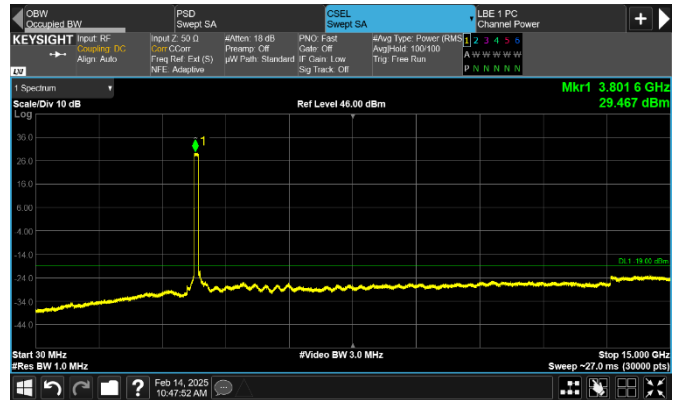 OBW
Occupied BW
PSD
Swept SA
CSEL
Swept SA
LBE 1 PC
Channel Power
KEYSIGHT
Input: RF
Coupling: DC
Align: Auto
Input Z: 50 Ω
Corr CCorr
Freq Ref: Ext (S)
NFE: Adaptive
#Atten: 18 dB
Preamp: Off
µW Path: Standard
PNO: Fast
Gate: Off
IF Gain: Low
Sig Track: Off
#Avg Type: Power (RMS
Avg|Hold: 100/100
Trig: Free Run
1 2 3 4 5 6
A W W W W W
P N N N N N
LXI
1 Spectrum
Scale/Div 10 dB
Ref Level 46.00 dBm
Mkr1 3.801 6 GHz
29.467 dBm
Log
36.0
1
26.0
16.0
6.00
-4.00
-14.0
DL1 -19.00 dBm
-24.0
-34.0
-44.0
Start 30 MHz
#Video BW 3.0 MHz
Stop 15.000 GHz
#Res BW 1.0 MHz
Sweep ~27.0 ms (30000 pts)
Feb 14, 2025
10:47:52 AM